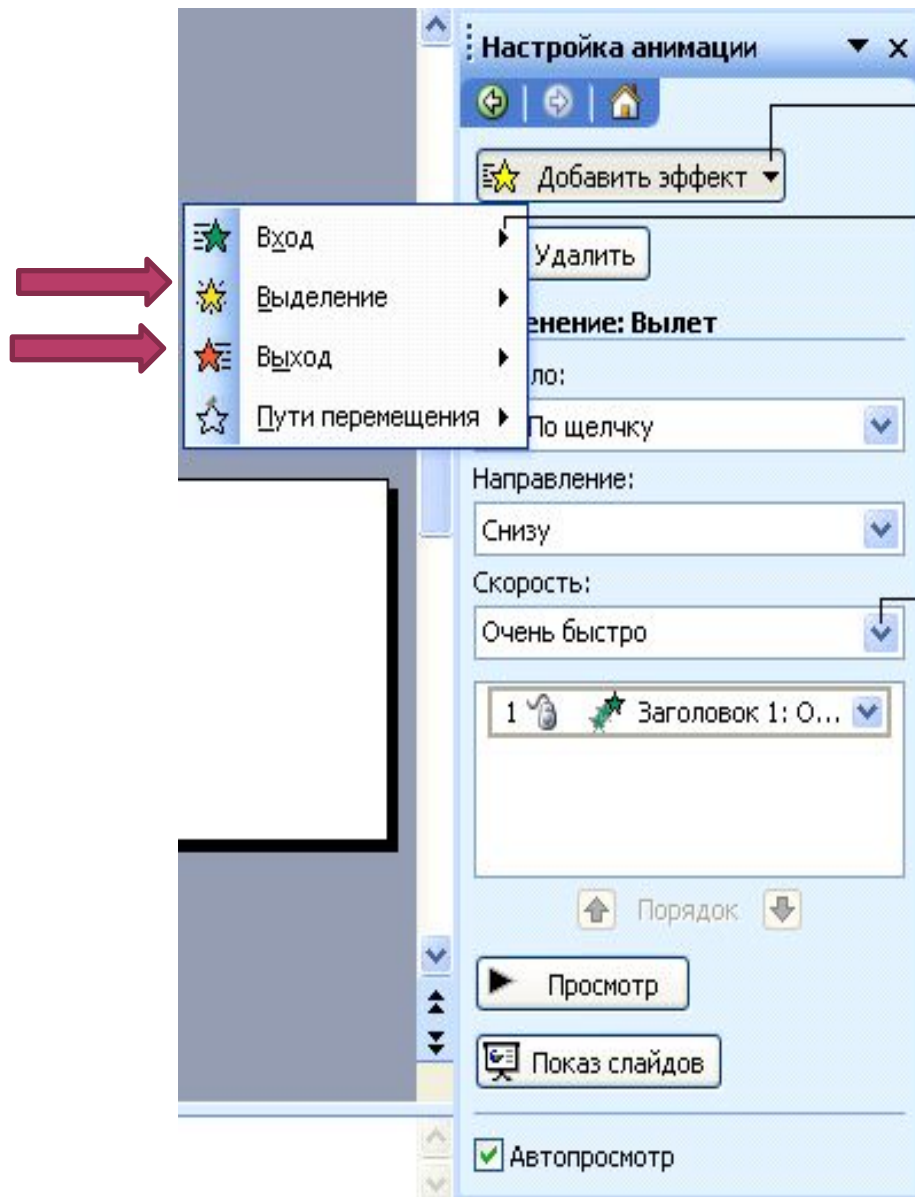 Настройка анимации
Добавить эффект
Вход
Удалить
Выделение
енение: Вылет
Выход
ло:
Пути перемещения
По щелчку
Направление:
Снизу
Скорость:
Очень быстро
1 Заголовок 1: О...
Порядок
Просмотр
Показ слайдов
Автопросмотр